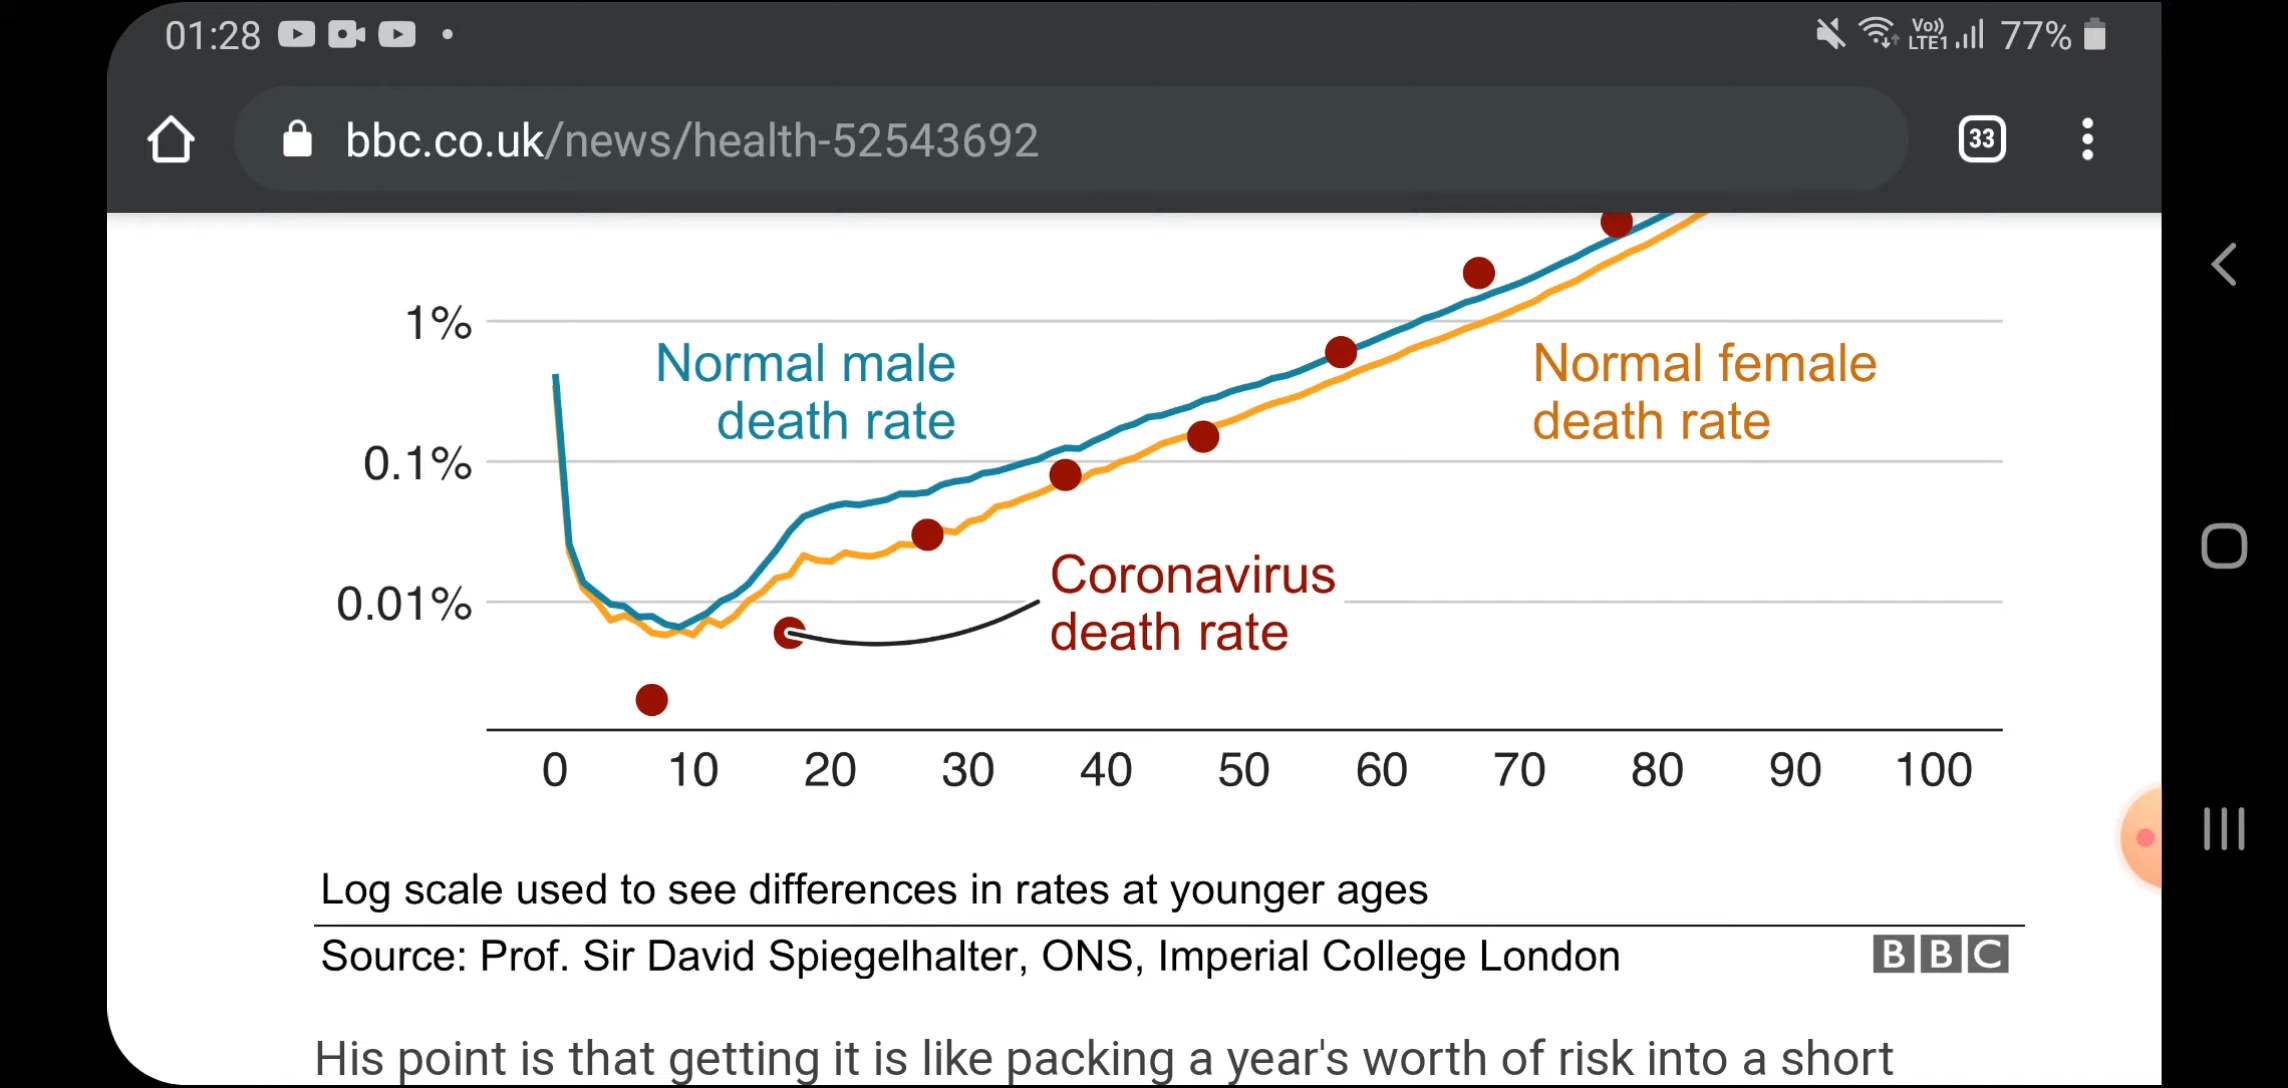 01:28
Vo)) LTE1 77%
bbc.co.uk/news/health-52543692
33
1%
Normal male
death rate
Normal female
death rate
0.1%
Coronavirus
death rate
0.01%
0 10 20 30 40 50 60 70 80 90 100
Log scale used to see differences in rates at younger ages
Source: Prof. Sir David Spiegelhalter, ONS, Imperial College London
BBC
His point is that getting it is like packing a year's worth of risk into a short